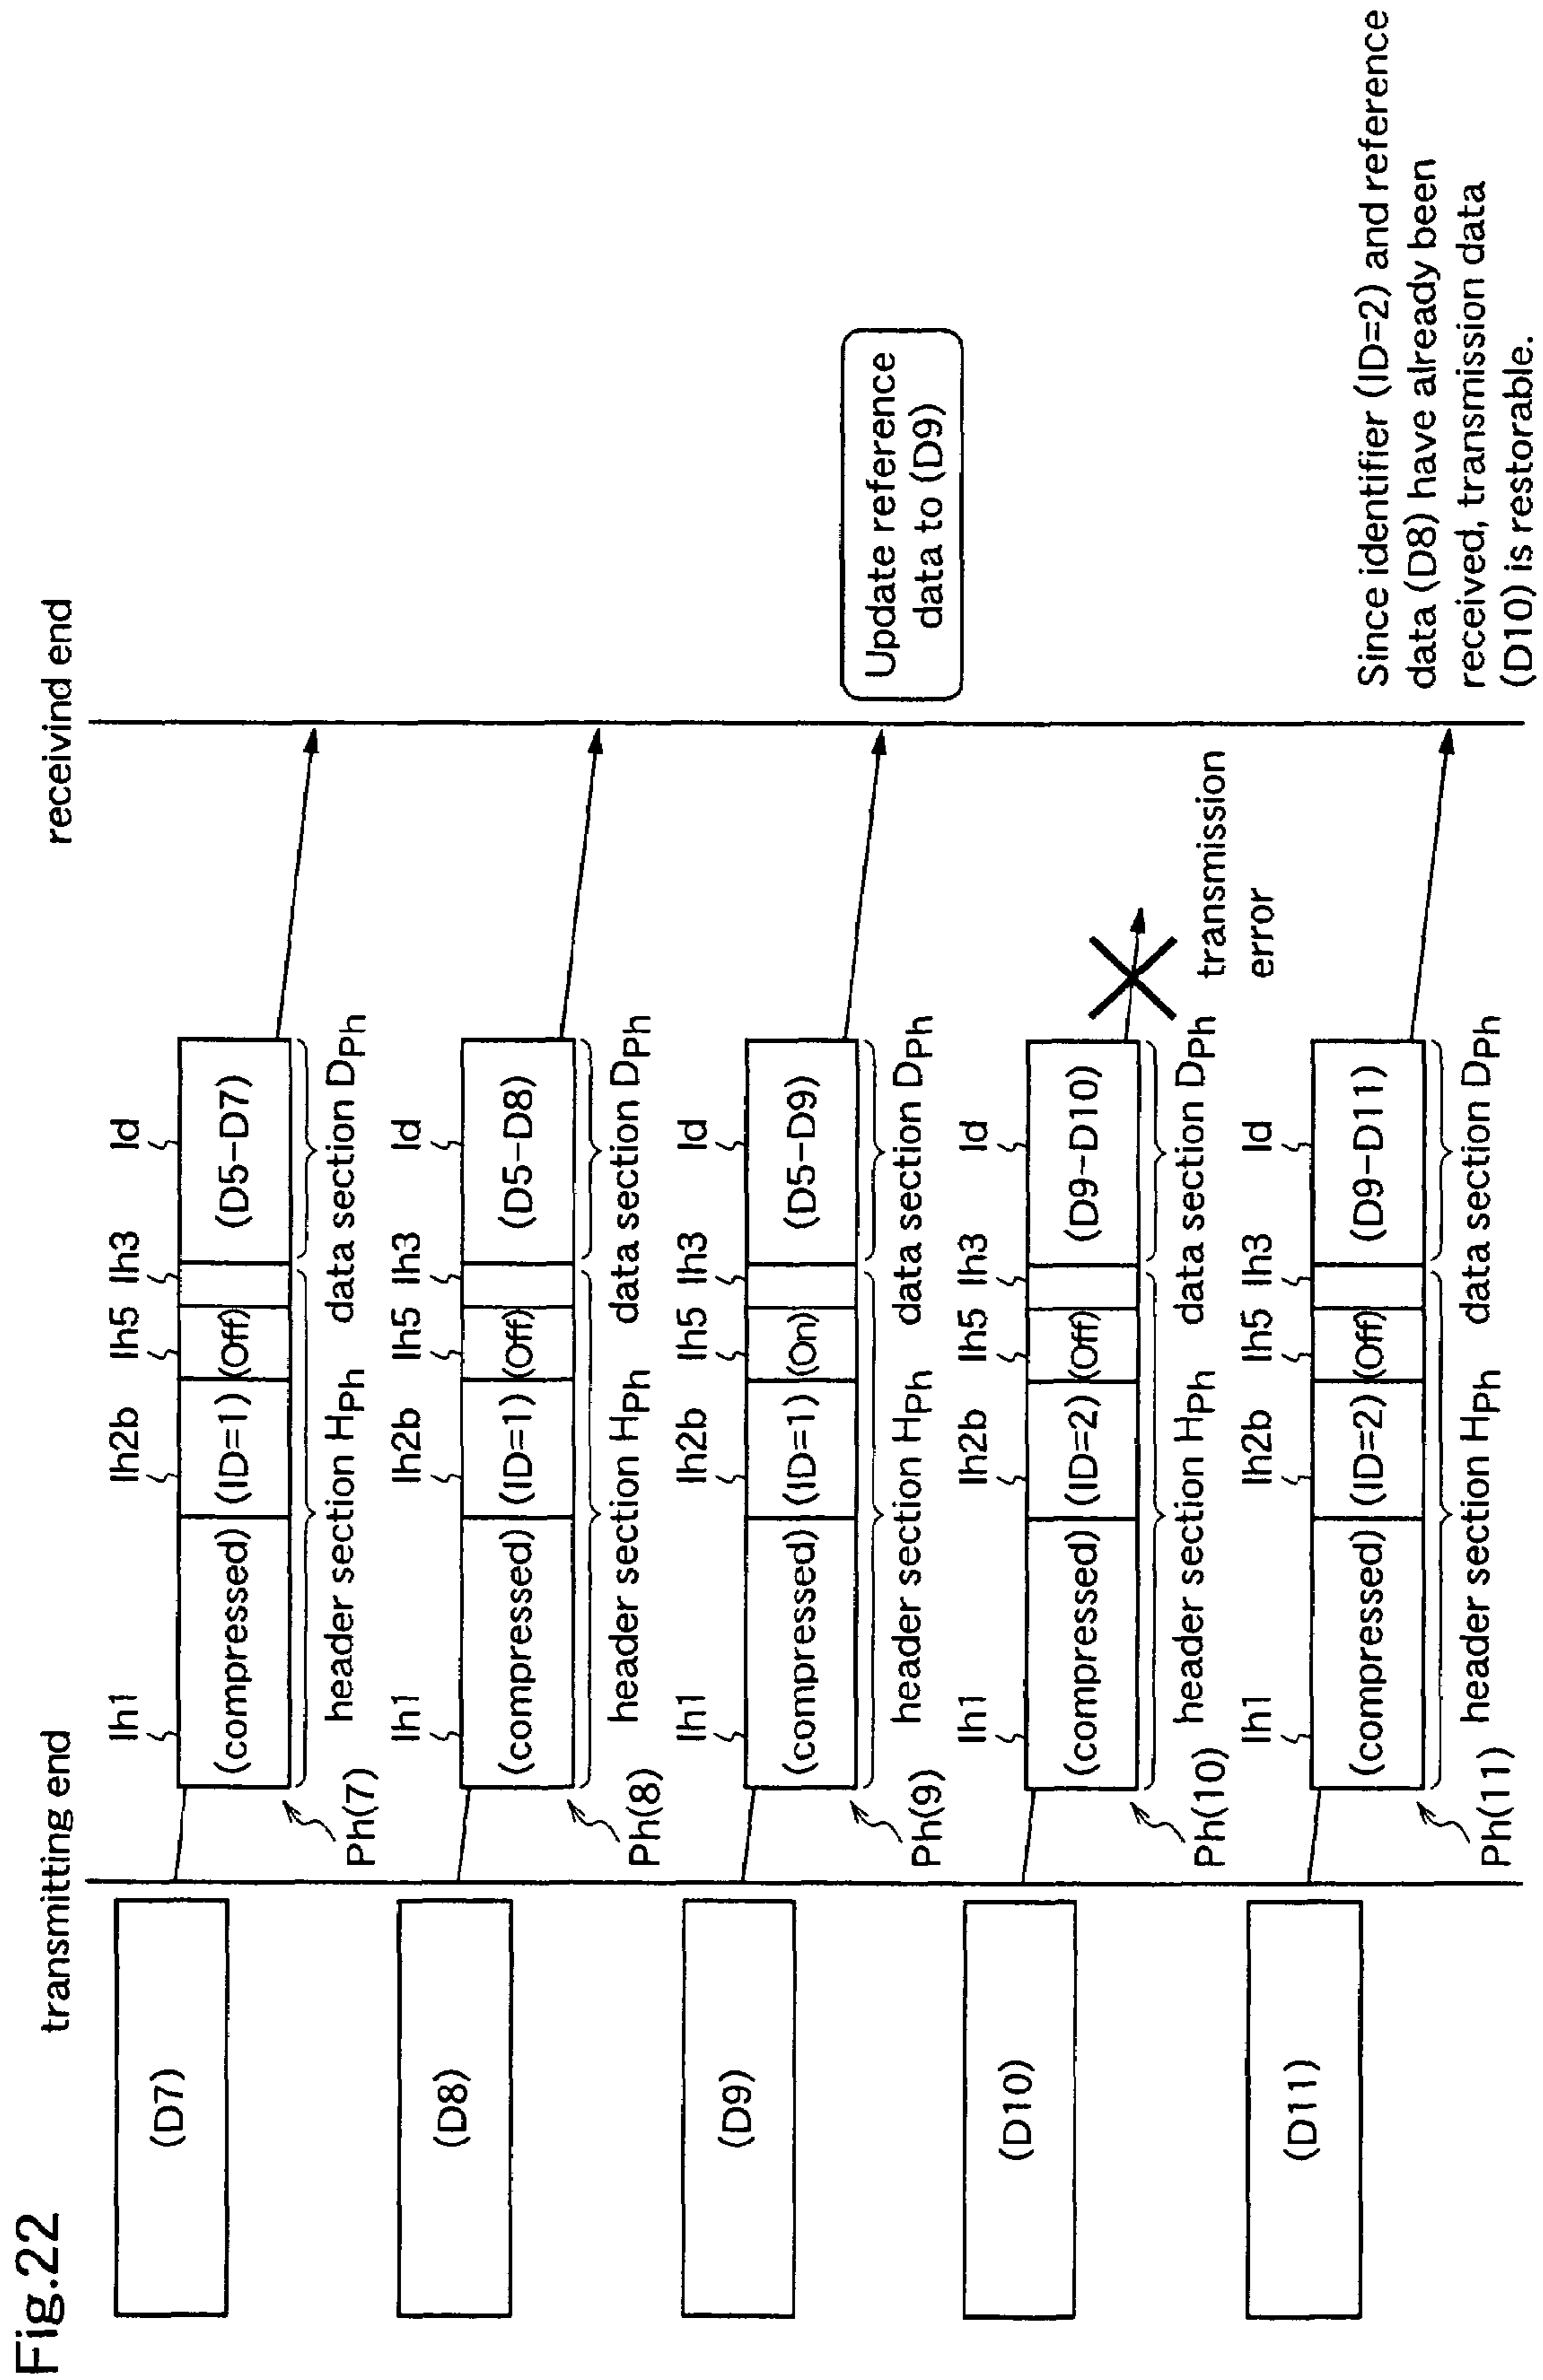 Fig.22
transmitting end
receivind end
(D7)
Ih1
Ih2b
Ih5
Ih3
Id
(compressed)
(ID=1)
(Off)
(D5−D7)
header section HPh
data section DPh
Ph(7)
(D8)
Ih1
Ih2b
Ih5
Ih3
Id
(compressed)
(ID=1)
(Off)
(D5−D8)
header section HPh
data section DPh
Ph(8)
(D9)
Ih1
Ih2b
Ih5
Ih3
Id
(compressed)
(ID=1)
(On)
(D5−D9)
header section HPh
data section DPh
Ph(9)
Update reference
data to (D9)
(D10)
Ih1
Ih2b
Ih5
Ih3
Id
(compressed)
(ID=2)
(Off)
(D9−D10)
header section HPh
data section DPh
Ph(10)
transmission
error
(D11)
Ih1
Ih2b
Ih5
Ih3
Id
(compressed)
(ID=2)
(Off)
(D9−D11)
header section HPh
data section DPh
Ph(11)
Since identifier (ID=2) and reference
data (D8) have already been
received, transmission data
(D10) is restorable.